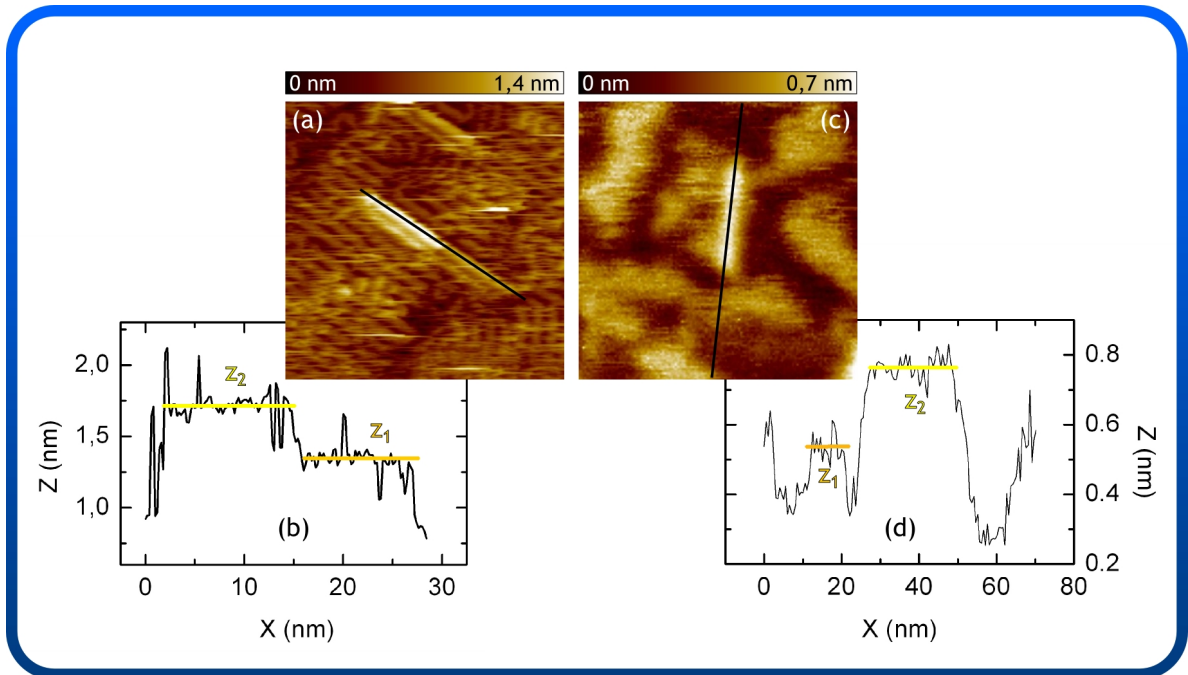 0 nm 1,4 nm
0 nm 0,7 nm
(a)
(c)
2,0
1,5
1,0
Z (nm)
z2
z1
(b)
0 10 20 30
X (nm)
0.8
0.6
0.4
0.2
Z (nm)
z2
z1
(d)
0 20 40 60 80
X (nm)